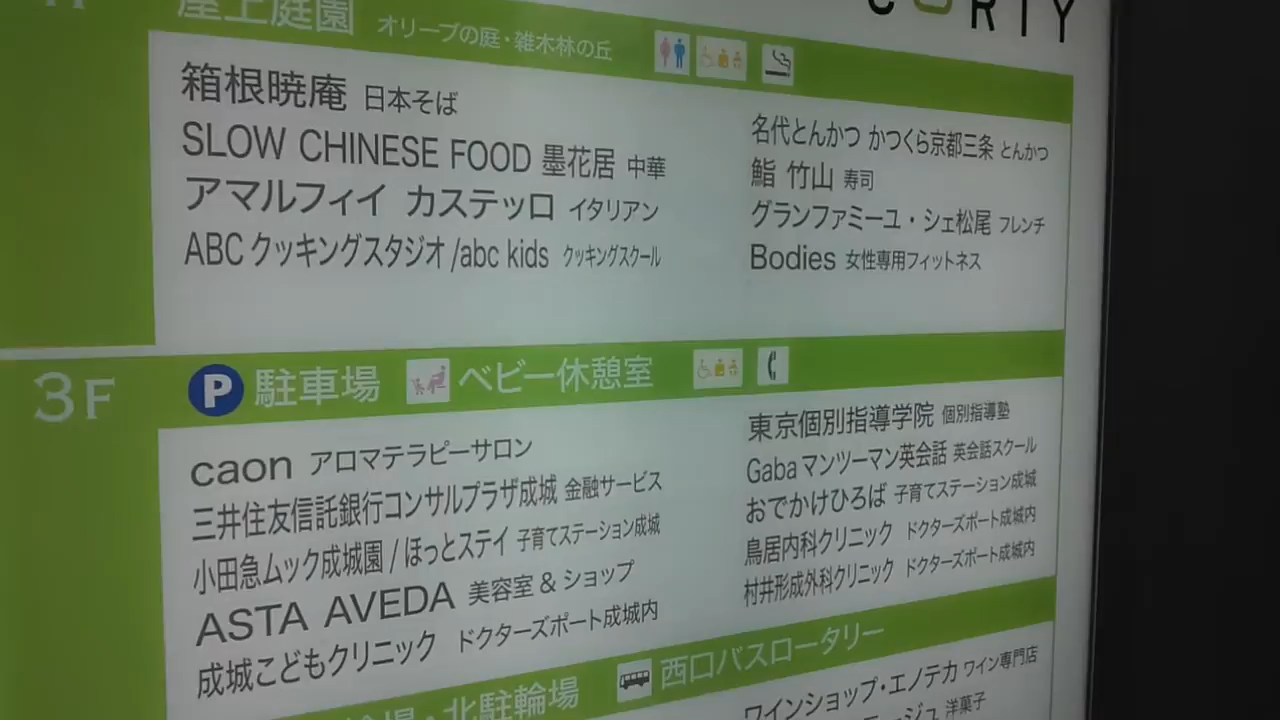 CORTY
屋上庭園 オリーブの庭・雑木林の丘
箱根暁庵 日本そば
SLOW CHINESE FOOD 墨花居 中華
アマルフィイ カステッロ イタリアン
ABCクッキングスタジオ/abc kids クッキングスクール
名代とんかつ かつくら京都三条 とんかつ
鮨 竹山 寿司
グランファミーユ・シェ松尾 フレンチ
Bodies 女性専用フィットネス
3F
P 駐車場 ベビー休憩室
caon アロマテラピーサロン
三井住友信託銀行コンサルプラザ成城 金融サービス
小田急ムック成城園/ほっとステイ 子育てステーション成城
ASTA AVEDA 美容室&ショップ
成城こどもクリニック ドクターズポート成城内
東京個別指導学院 個別指導塾
Gabaマンツーマン英会話 英会話スクール
おでかけひろば 子育てステーション成城
鳥居内科クリニック ドクターズポート成城内
村井形成外科クリニック ドクターズポート成城内
・北駐輪場 西口バスロータリー
ワインショップ・エノテカ ワイン専門店
洋菓子